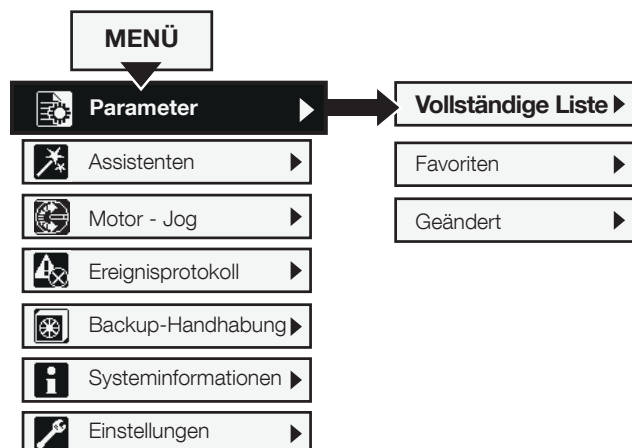 MENÜ
Parameter
Assistenten
Motor - Jog
Ereignisprotokoll
Backup-Handhabung
Systeminformationen
Einstellungen
Vollständige Liste
Favoriten
Geändert